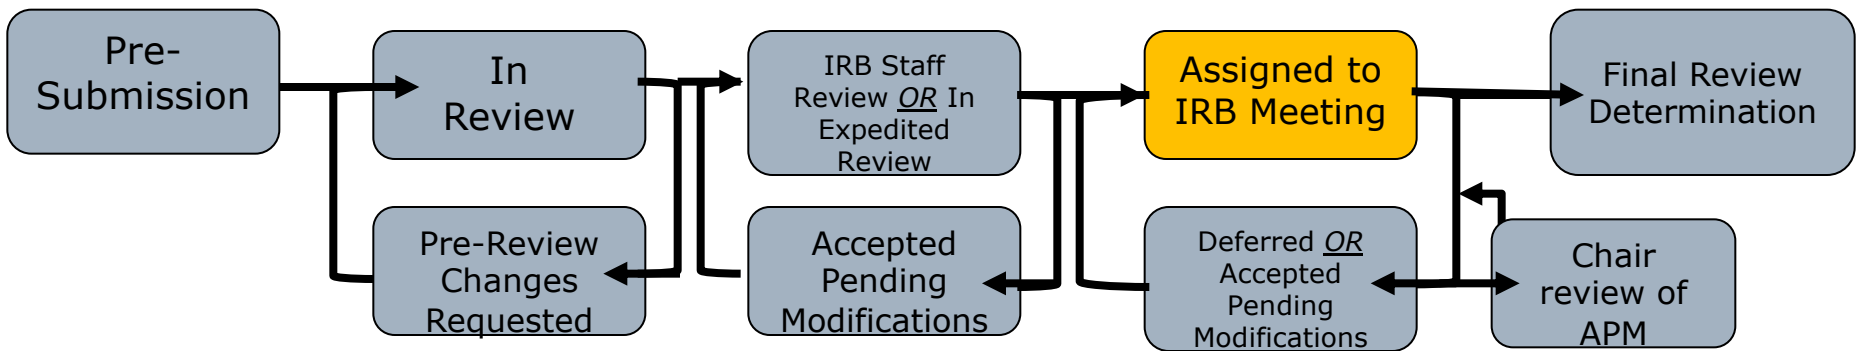 Pre-
Submission
In
Review
IRB Staff
Review OR In
Expedited
Review
Assigned to
IRB Meeting
Final Review
Determination
Pre-Review
Changes
Requested
Accepted
Pending
Modifications
Deferred OR
Accepted
Pending
Modifications
Chair
review of
APM